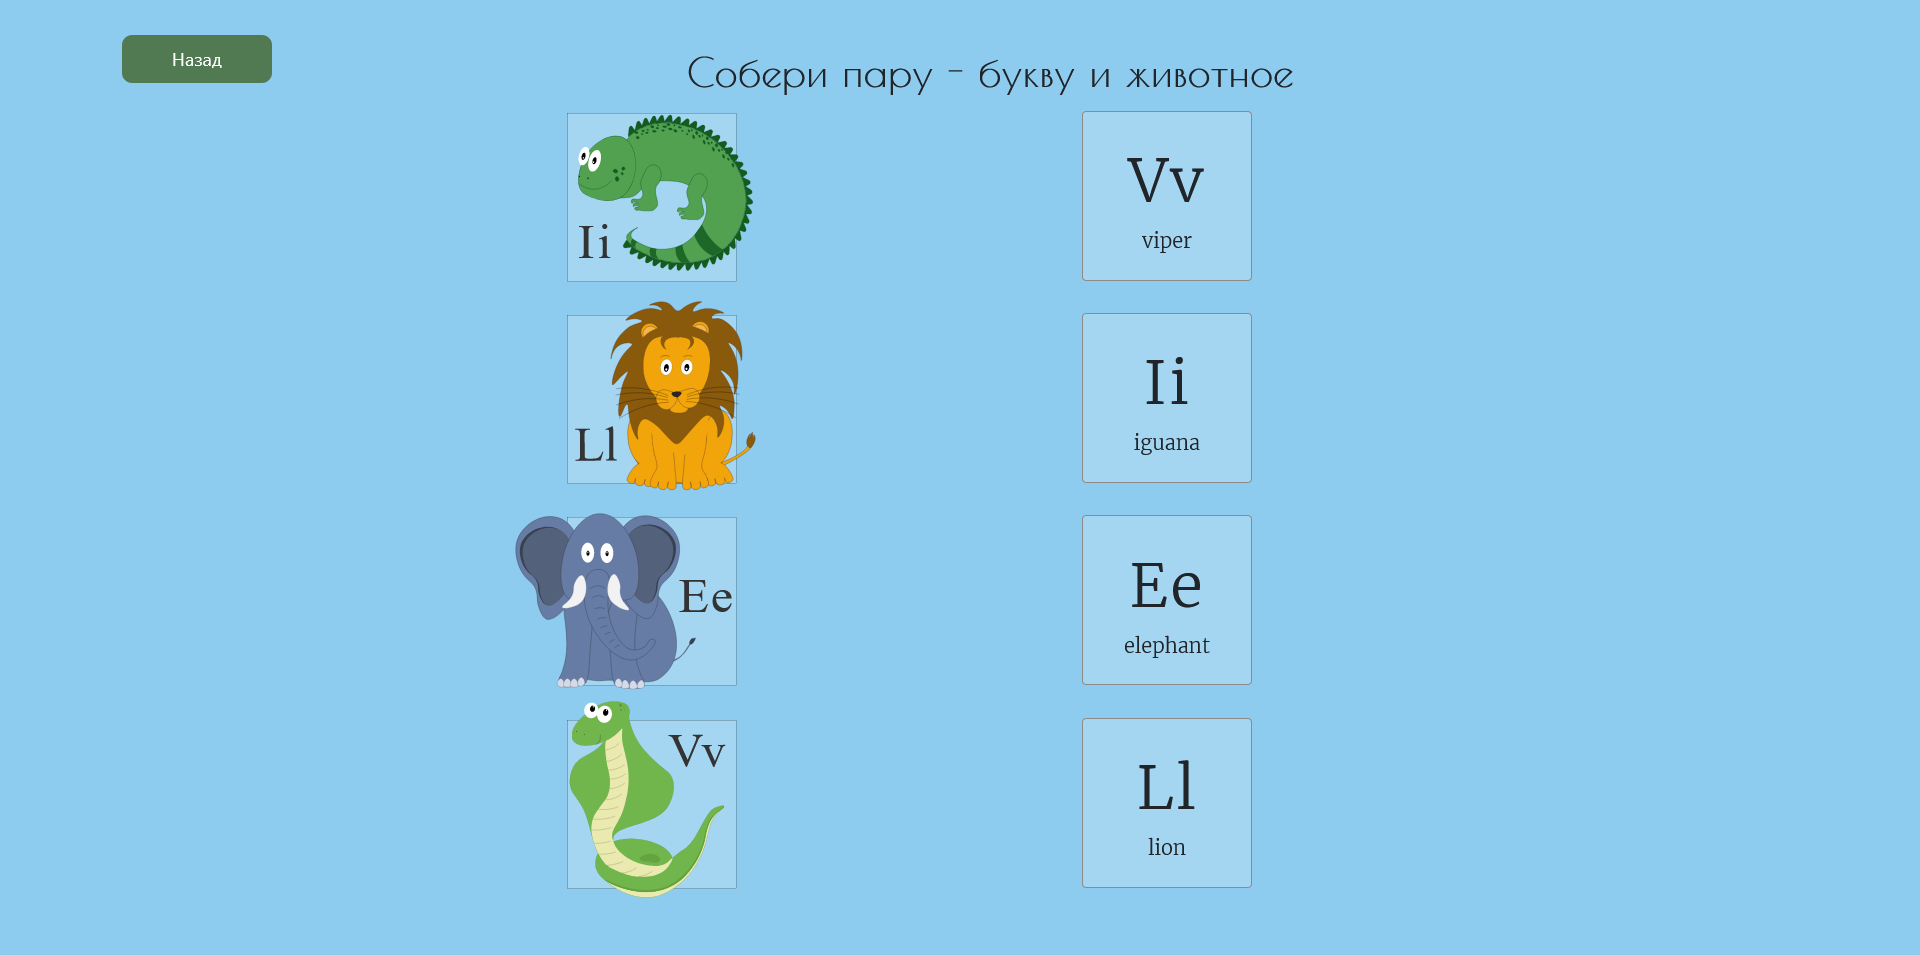 Назад
Собери пару - букву и животное
Ii
Vv
viper
Ll
Ii
iguana
Ee
Ee
elephant
Vv
Ll
lion